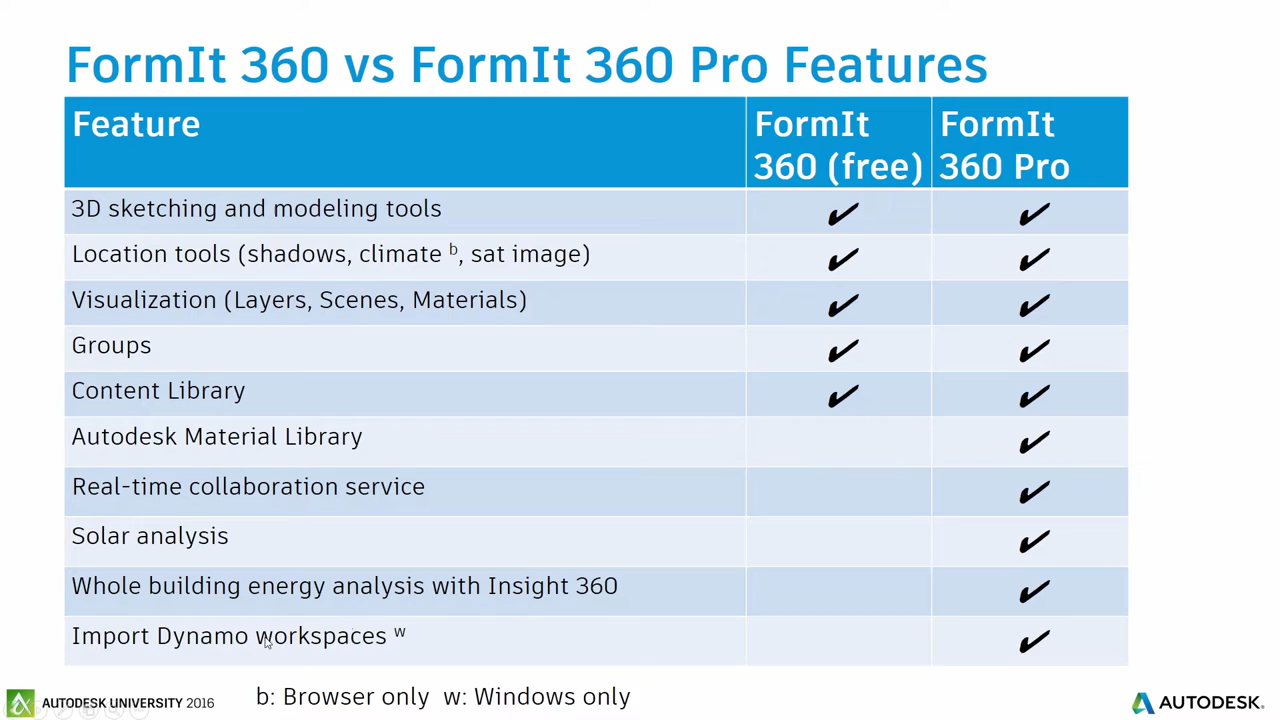 FormIt 360 vs FormIt 360 Pro Features
Feature
FormIt
360 (free)
FormIt
360 Pro
3D sketching and modeling tools ✔ ✔
Location tools (shadows, climate ᵇ, sat image) ✔ ✔
Visualization (Layers, Scenes, Materials) ✔ ✔
Groups ✔ ✔
Content Library ✔ ✔
Autodesk Material Library ✔
Real-time collaboration service ✔
Solar analysis ✔
Whole building energy analysis with Insight 360 ✔
Import Dynamo workspaces ʷ ✔
AUTODESK UNIVERSITY 2016
b: Browser only w: Windows only
AUTODESK.